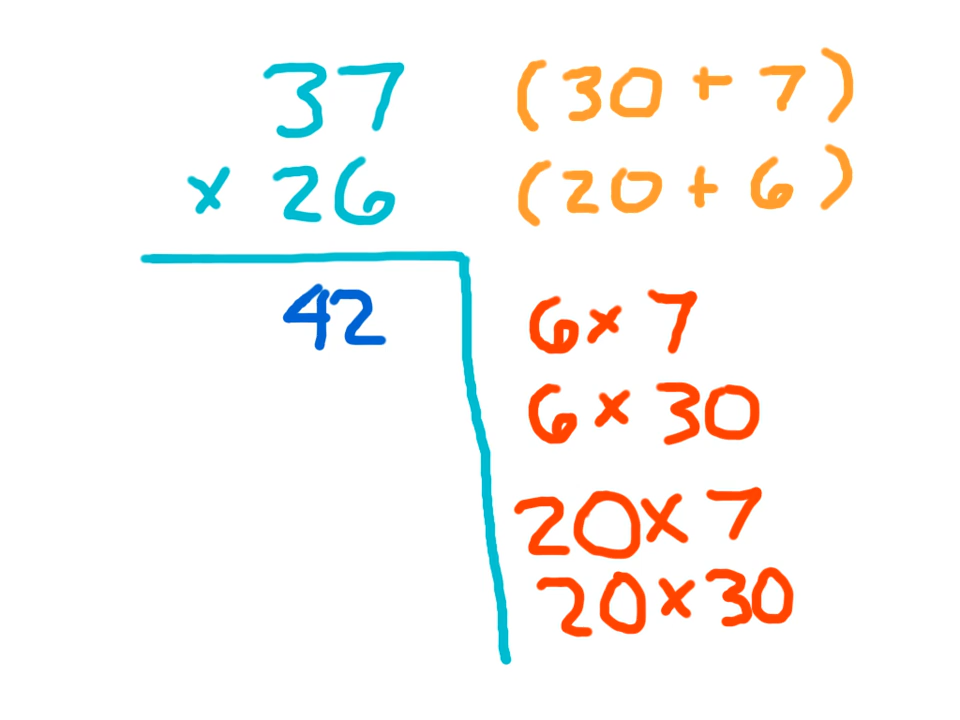 37 (30 + 7)
x 26 (20 + 6)
42 6 x 7
6 x 30
20 x 7
20 x 30